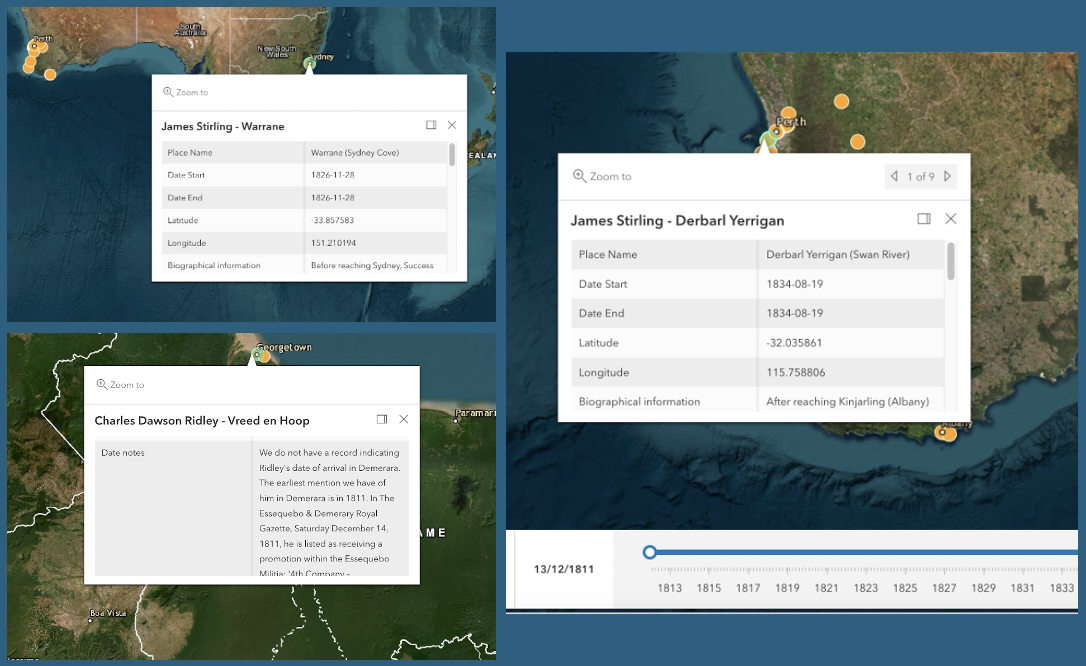 Perth
South
Australia
New South
Wales
Sydney
Zoom to
James Stirling - Warrane
Place Name Warrane (Sydney Cove)
Date Start 1826-11-28
Date End 1826-11-28
Latitude -33.857583
Longitude 151.210194
Biographical information Before reaching Sydney, Success
EALAN
Georgetown
Zoom to
Charles Dawson Ridley - Vreed en Hoop
Date notes We do not have a record indicating
Ridley's date of arrival in Demerara.
The earliest mention we have of
him in Demerara is in 1811. In The
Essequebo & Demerary Royal
Gazette, Saturday December 14,
1811, he is listed as receiving a
promotion within the Essequebo
Militia: '4th Company -
Paramari
AME
Boa Vista
Perth
Zoom to
1 of 9
James Stirling - Derbarl Yerrigan
Place Name Derbarl Yerrigan (Swan River)
Date Start 1834-08-19
Date End 1834-08-19
Latitude -32.035861
Longitude 115.758806
Biographical information After reaching Kinjarling (Albany)
Albany
13/12/1811
1813 1815 1817 1819 1821 1823 1825 1827 1829 1831 1833